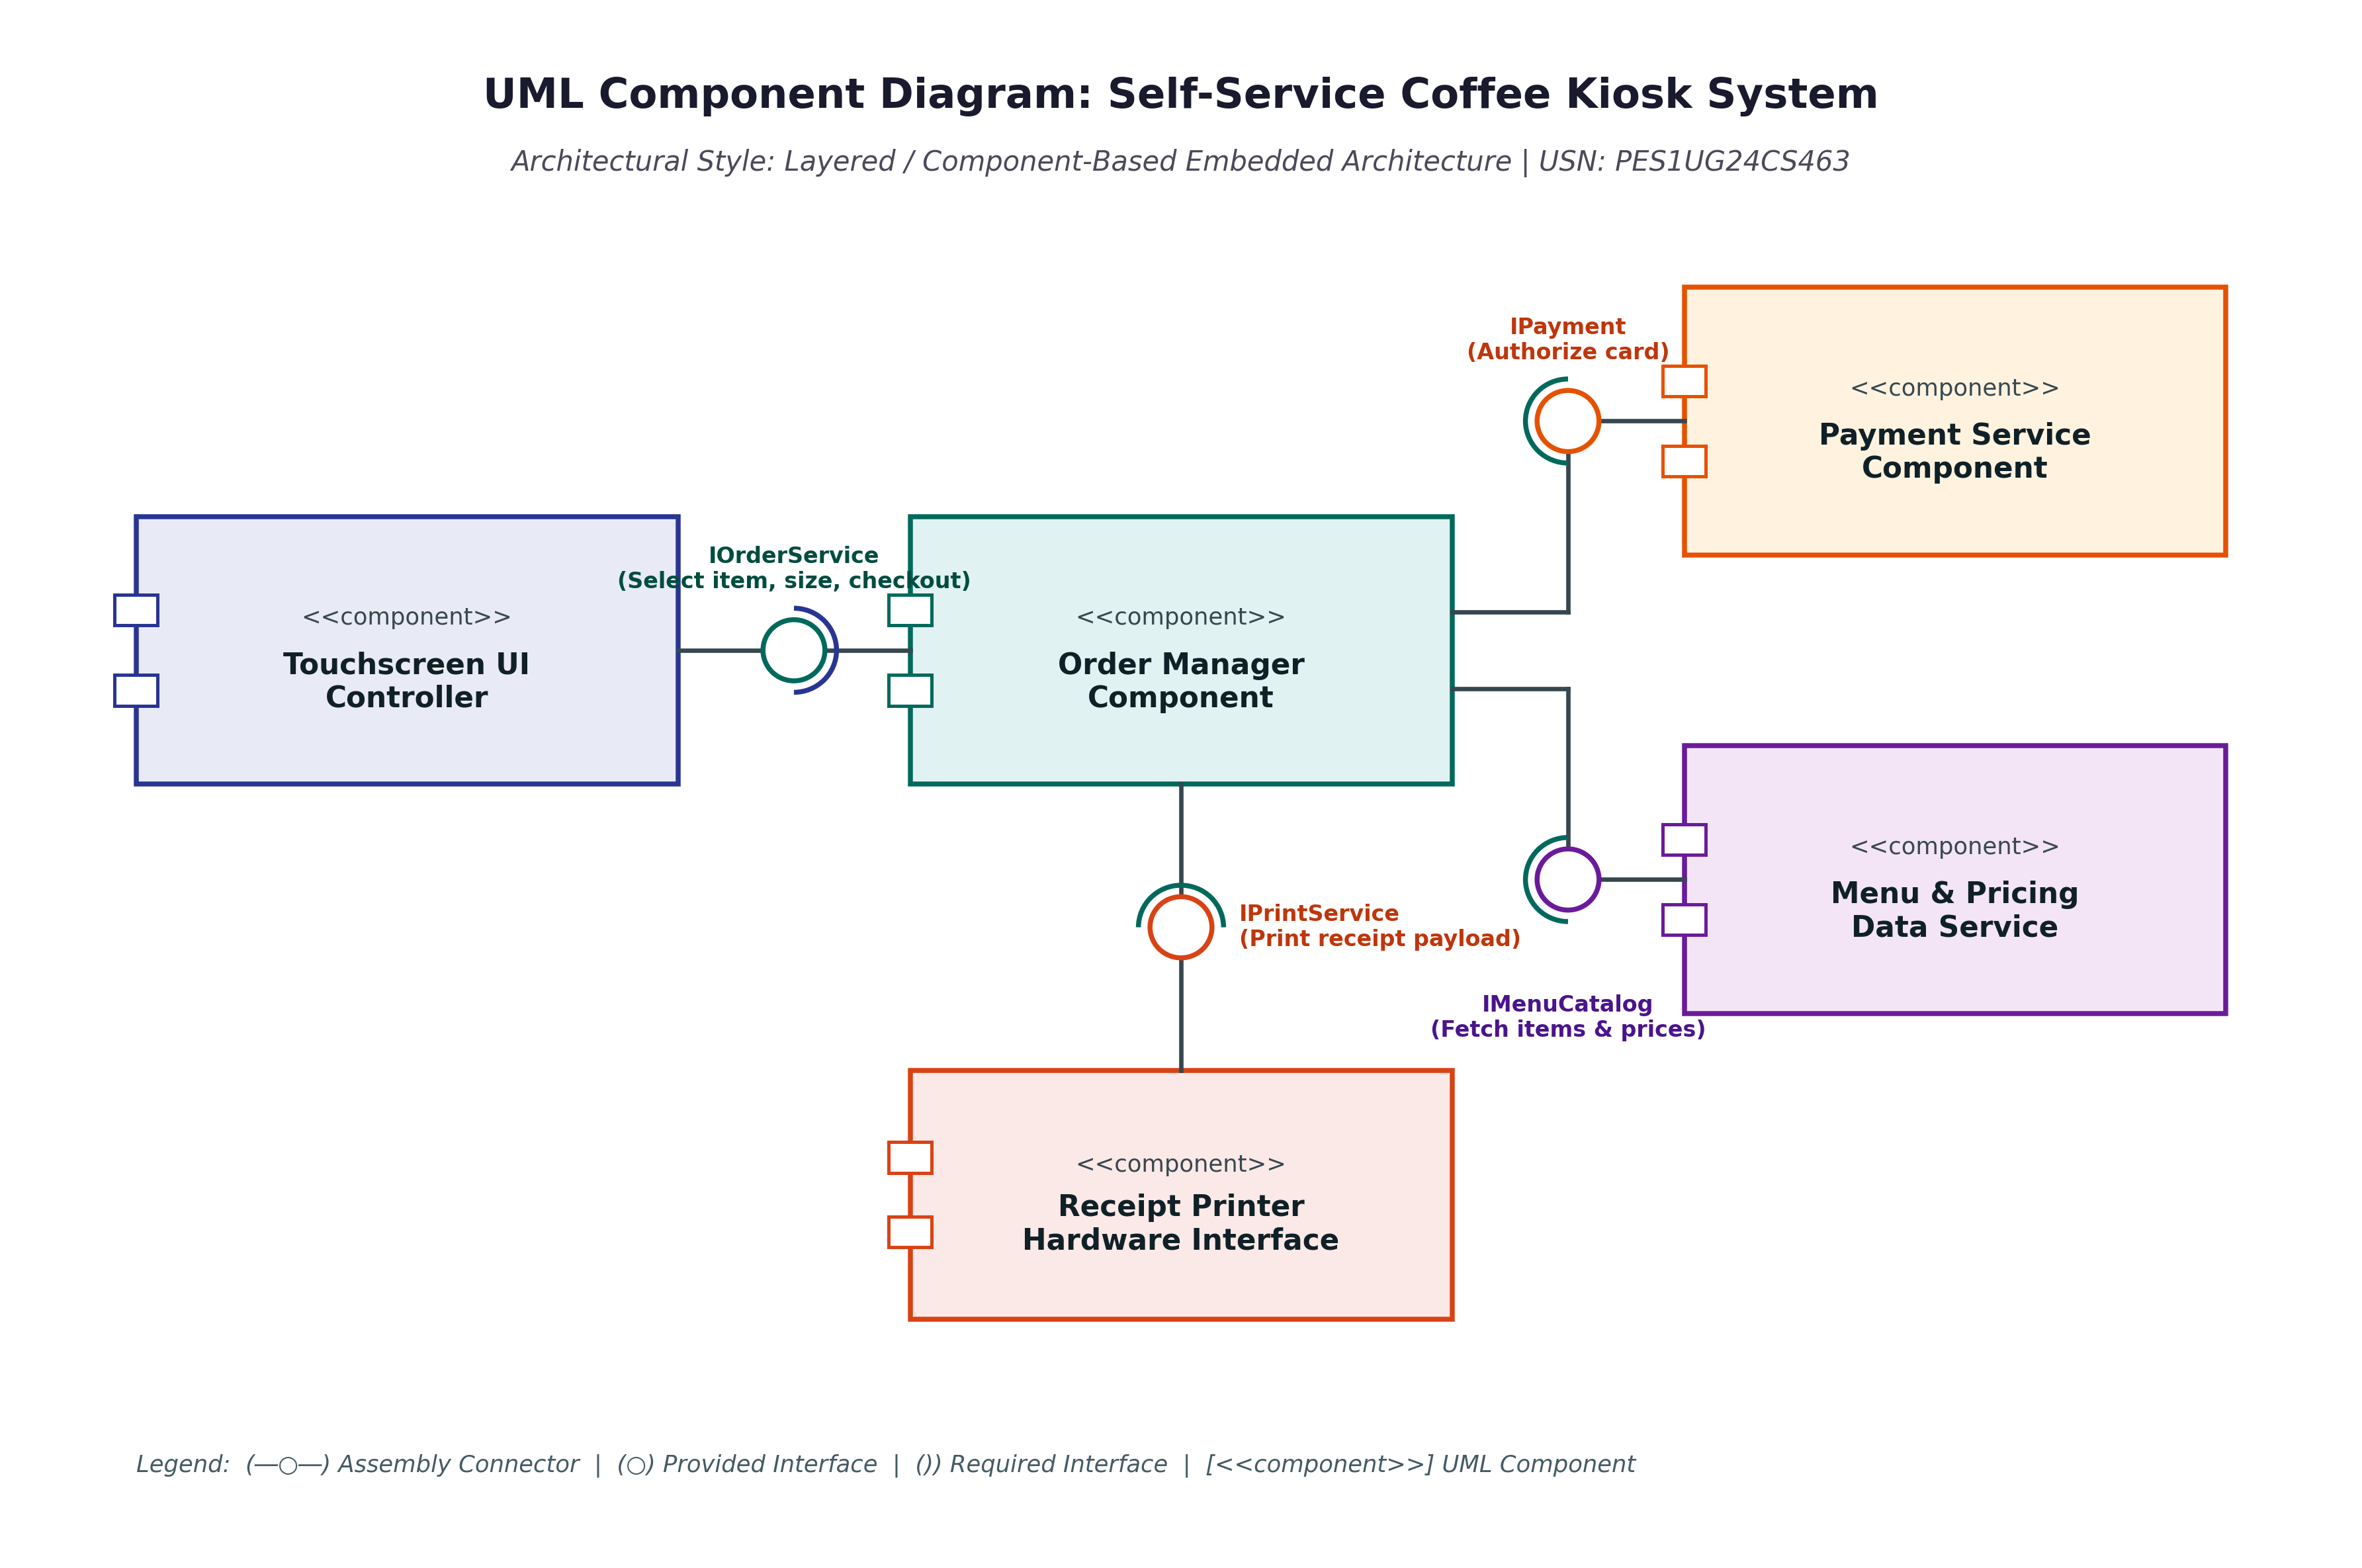 UML Component Diagram: Self-Service Coffee Kiosk System
Architectural Style: Layered / Component-Based Embedded Architecture | USN: PES1UG24CS463
IPayment
(Authorize card)
<<component>>
Payment Service
Component
IOrderService
(Select item, size, checkout)
<<component>>
Touchscreen UI
Controller
<<component>>
Order Manager
Component
<<component>>
Menu & Pricing
Data Service
IPrintService
(Print receipt payload)
IMenuCatalog
(Fetch items & prices)
<<component>>
Receipt Printer
Hardware Interface
Legend:  (—○—) Assembly Connector  |  (○) Provided Interface  |  ()) Required Interface  |  [<<component>>] UML Component